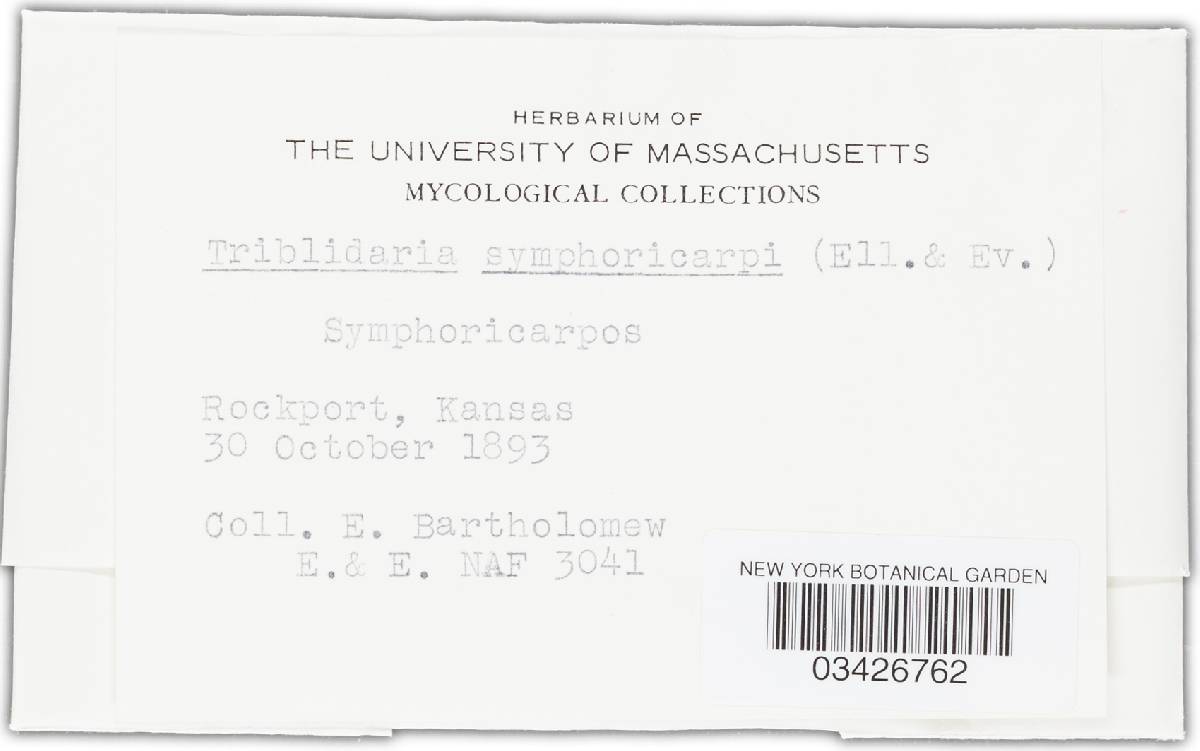 HERBARIUM OF
THE UNIVERSITY OF MASSACHUSETTS
MYCOLOGICAL COLLECTIONS
Triblidaria symphoricarpi (Ell.& Ev.)
Symphoricarpos
Rockport, Kansas
30 October 1893
Coll. E. Bartholomew
E.& E. NAF 3041
NEW YORK BOTANICAL GARDEN
03426762